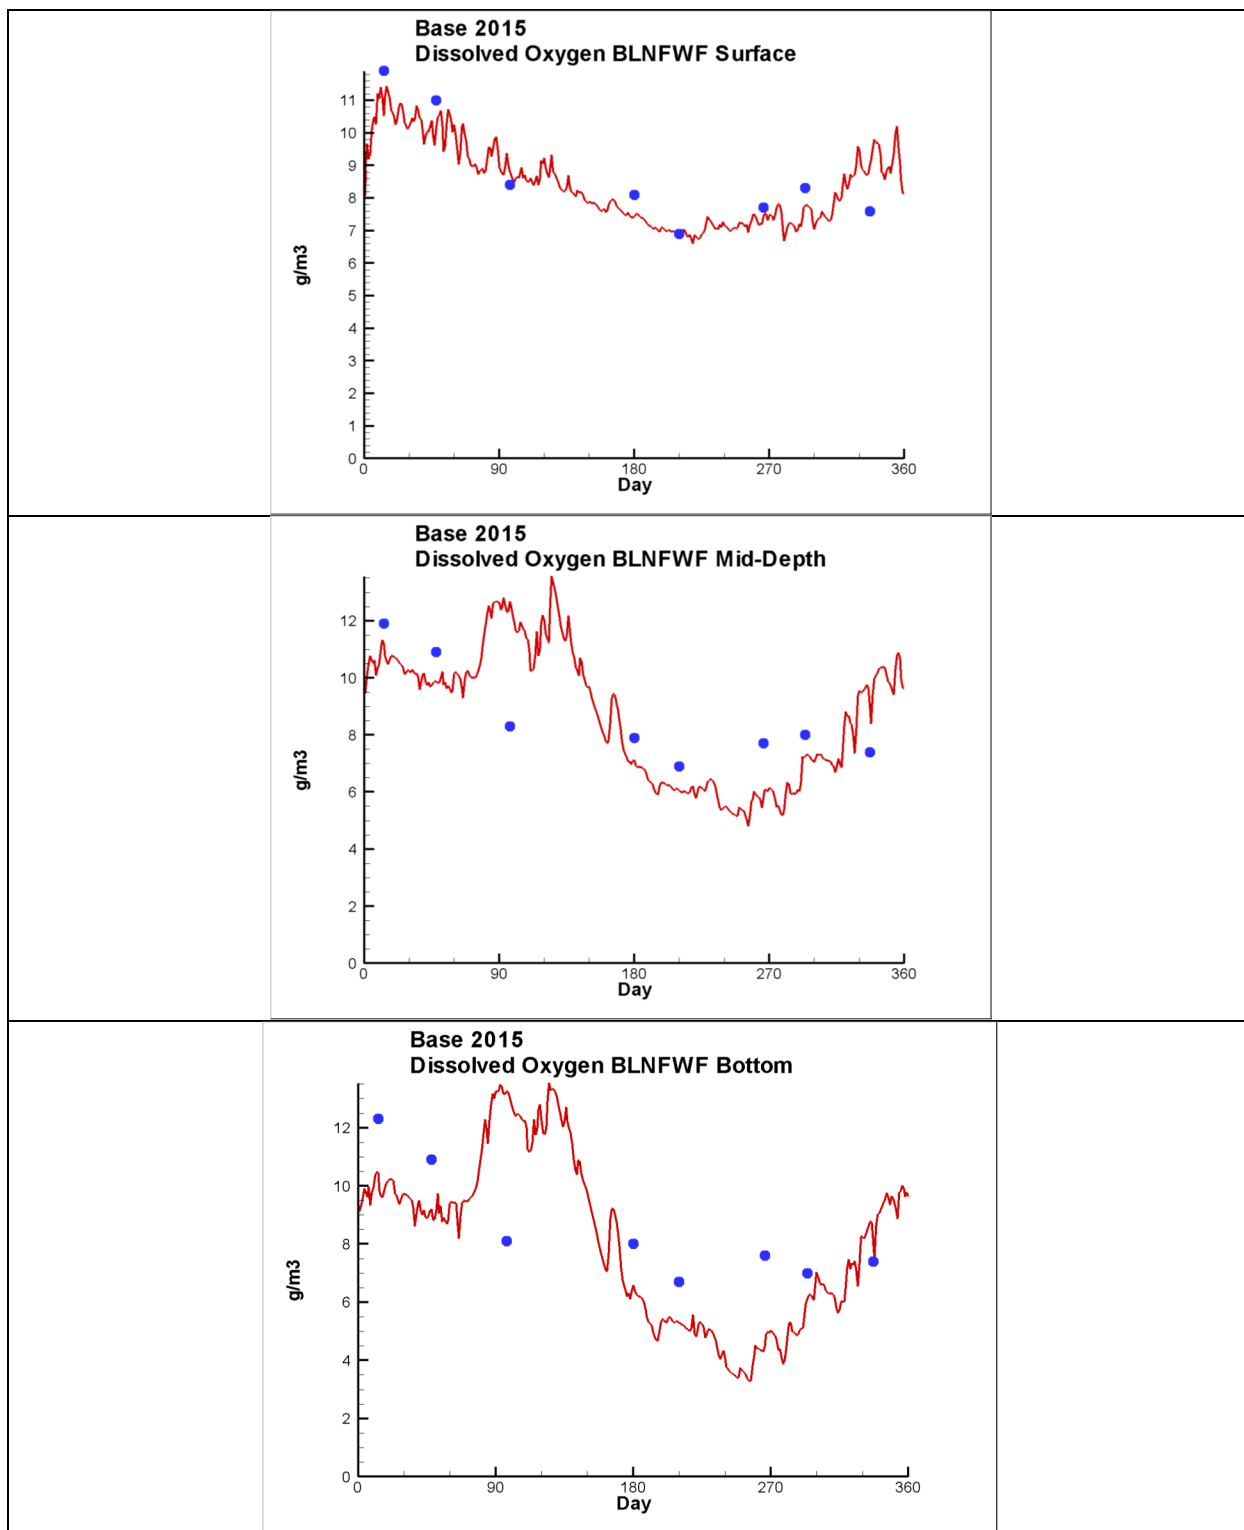 Base 2015
Dissolved Oxygen BLNFWF Surface
11
10
9
8
7
6
5
4
3
2
1
0
g/m3
0 90 180 270 360
Day
Base 2015
Dissolved Oxygen BLNFWF Mid-Depth
12
10
8
6
4
2
0
g/m3
0 90 180 270 360
Day
Base 2015
Dissolved Oxygen BLNFWF Bottom
12
10
8
6
4
2
0
g/m3
0 90 180 270 360
Day